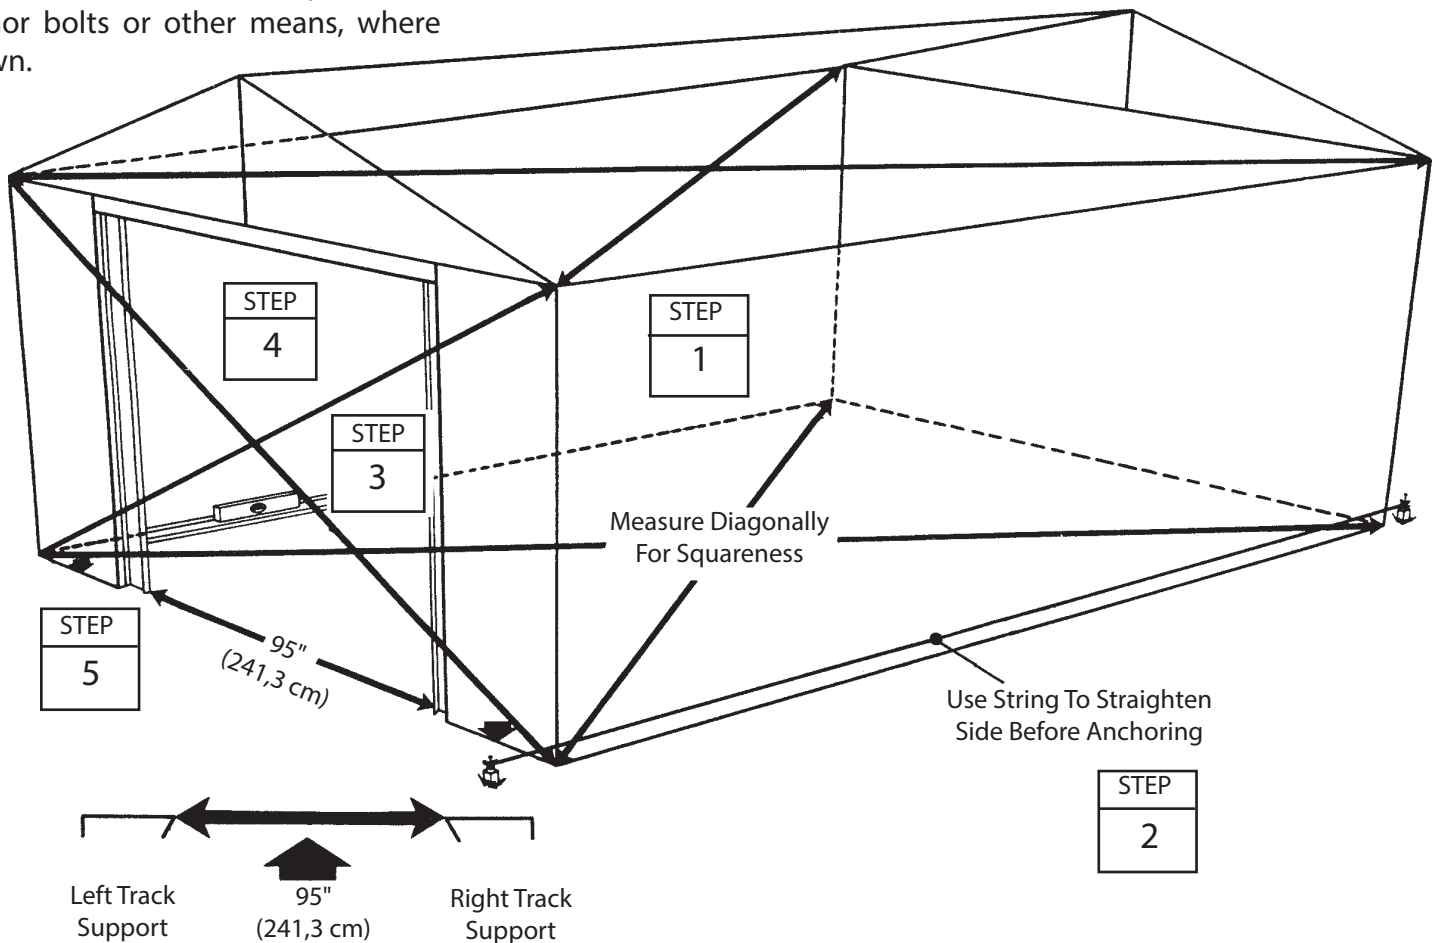 or bolts or other means, where
wn.
STEP
4
STEP
1
STEP
3
Measure Diagonally
For Squareness
STEP
5
95"
(241,3 cm)
Use String To Straighten
Side Before Anchoring
STEP
2
Left Track
Support
95"
(241,3 cm)
Right Track
Support